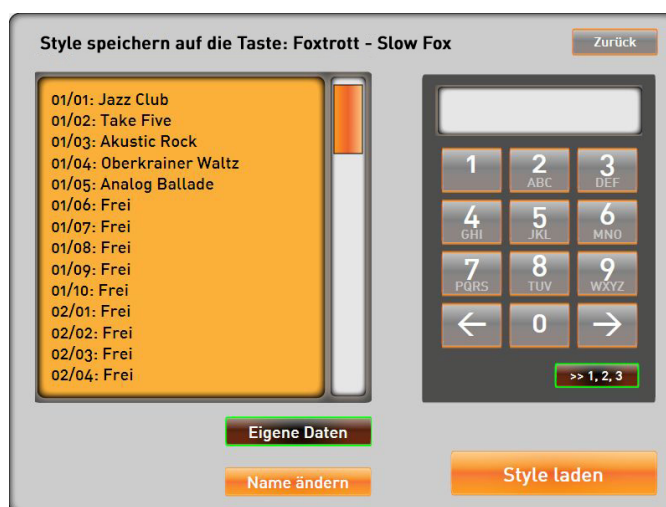 Style speichern auf die Taste: Foxtrott - Slow Fox
Zurück
01/01: Jazz Club
01/02: Take Five
01/03: Akustic Rock
01/04: Oberkrainer Waltz
01/05: Analog Ballade
01/06: Frei
01/07: Frei
01/08: Frei
01/09: Frei
01/10: Frei
02/01: Frei
02/02: Frei
02/03: Frei
02/04: Frei
1 2 3
ABC DEF
4 5 6
GHI JKL MNO
7 8 9
PQRS TUV WXYZ
← 0 →
>> 1, 2, 3
Eigene Daten
Name ändern
Style laden